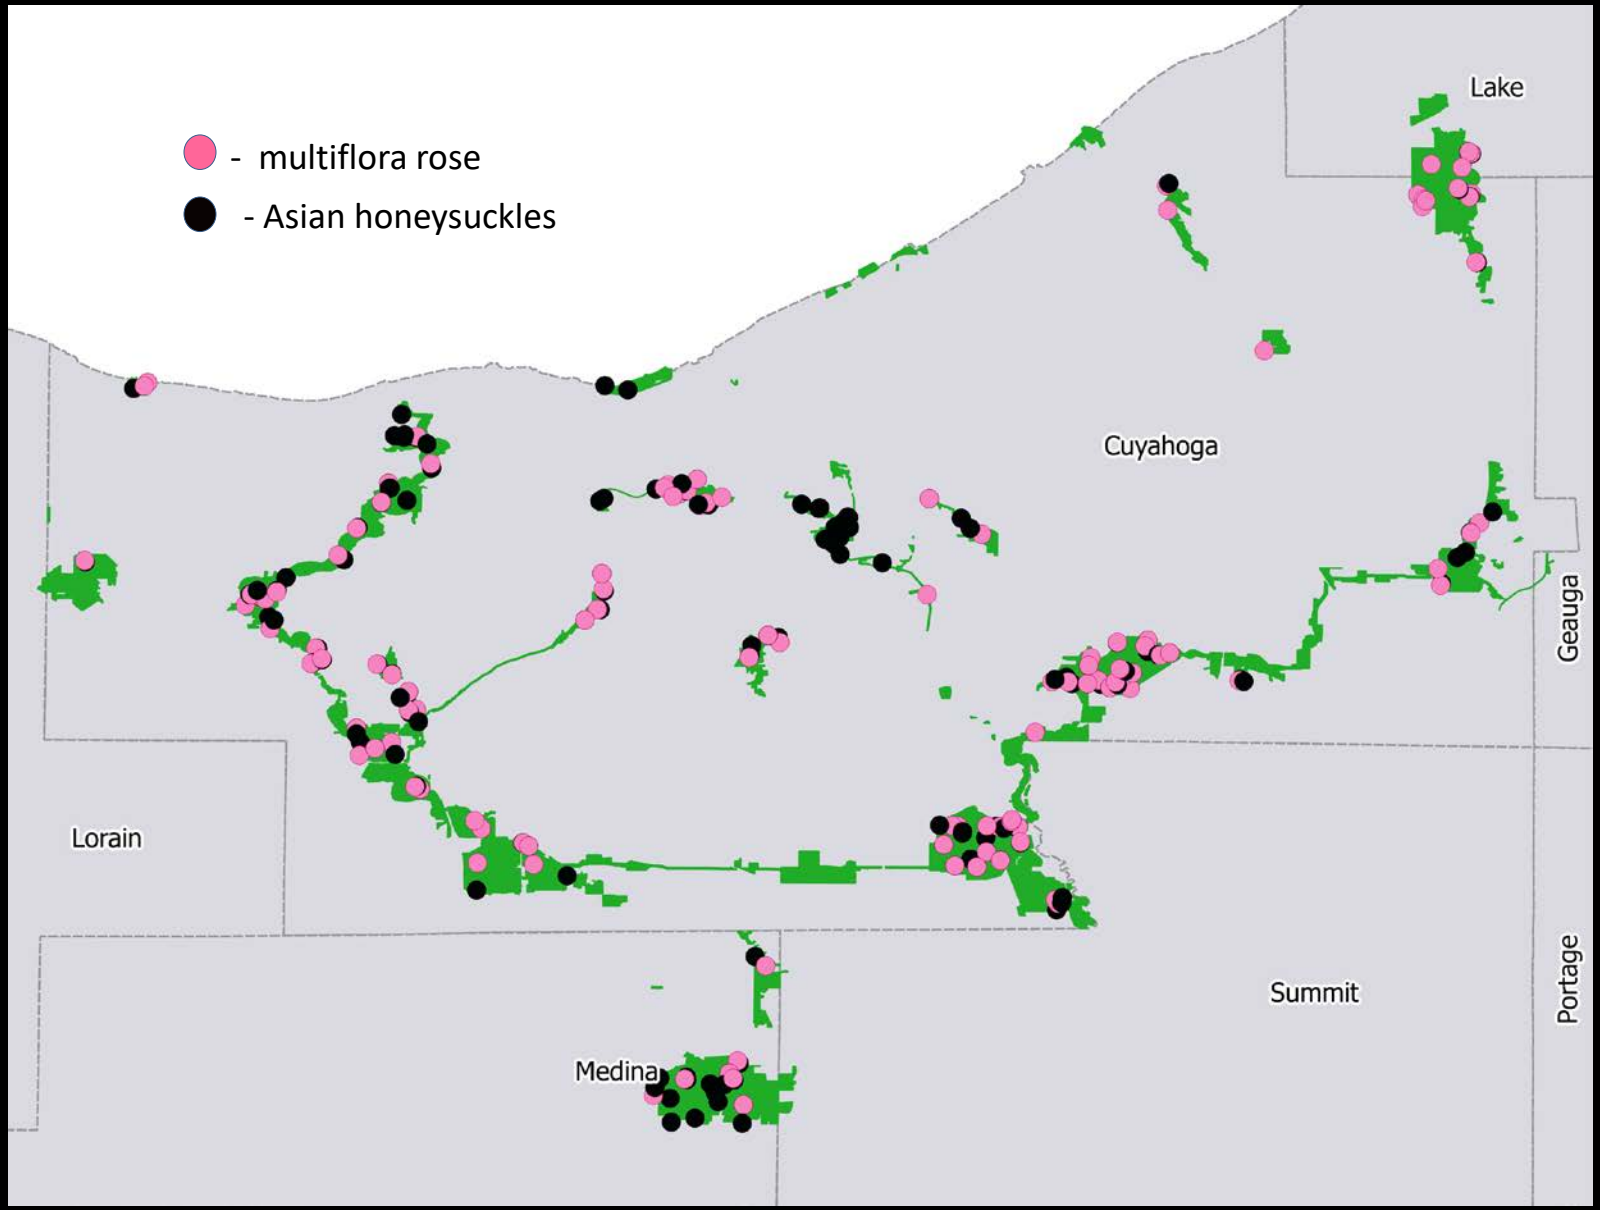 Lake
- multiflora rose
- Asian honeysuckles
Cuyahoga
Geauga
Lorain
Portage
Summit
Medina